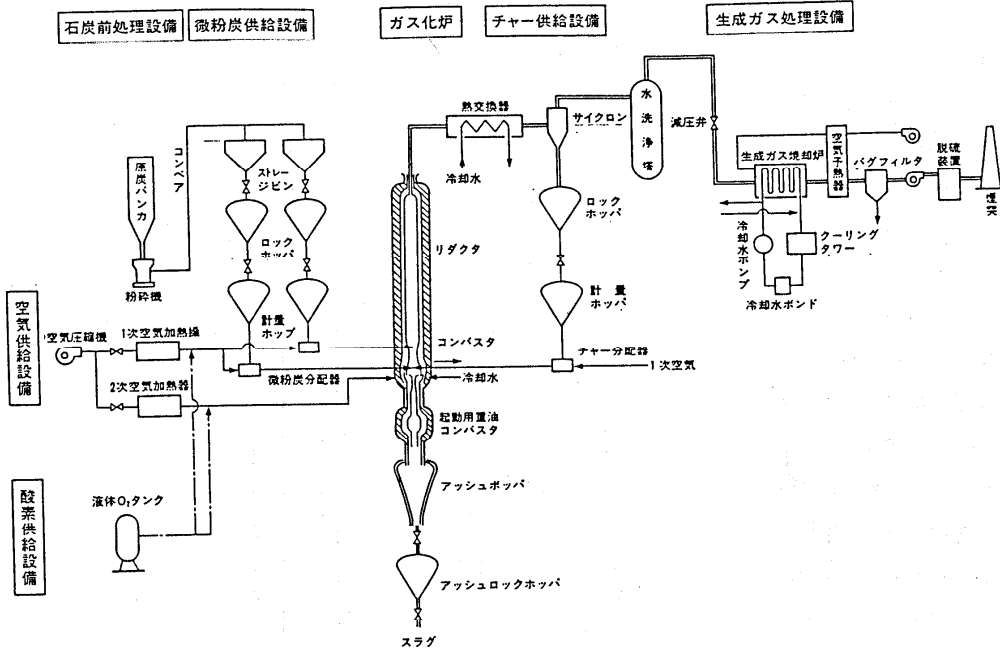 石炭前処理設備
微粉炭供給設備
ガス化炉
チャー供給設備
生成ガス処理設備
原炭バンカ
コンベア
粉砕機
ストレー
ジビン
ロック
ホッパ
計量
ホップ
微粉炭分配器
空気供給設備
空気圧縮機
1次空気加熱操
2次空気加熱器
酸素供給設備
液体O₂タンク
熱交換器
冷却水
リダクタ
コンバスタ
冷却水
起動用置油
コンバスタ
アッシュボッパ
アッシュロックホッパ
スラグ
サイクロン
ロック
ホッパ
計量
ホッパ
チャー分配器
1次空気
水洗浄塔
減圧弁
生成ガス焼却炉
空気予熱器
バグフィルタ
脱硫
装置
煙突
冷却水ポンプ
クーリング
タワー
冷却水ポンド